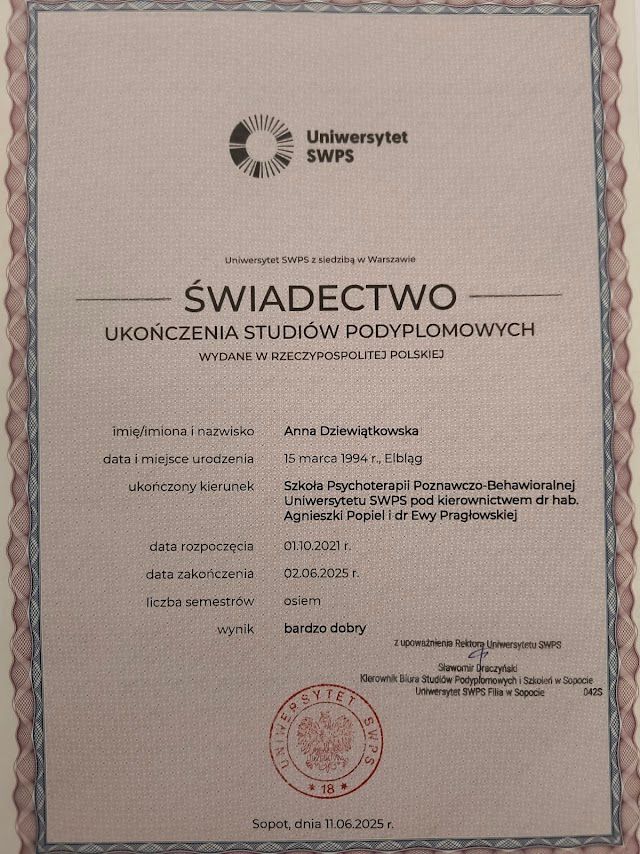 Uniwersytet
SWPS
Uniwersytet SWPS z siedzibą w Warszawie
ŚWIADECTWO
UKOŃCZENIA STUDIÓW PODYPLOMOWYCH
WYDANE W RZECZYPOSPOLITEJ POLSKIEJ
imię/imiona i nazwisko Anna Dziewiątkowska
data i miejsce urodzenia 15 marca 1994 r., Elbląg
ukończony kierunek Szkoła Psychoterapii Poznawczo-Behawioralnej
Uniwersytetu SWPS pod kierownictwem dr hab.
Agnieszki Popiel i dr Ewy Pragłowskiej
data rozpoczęcia 01.10.2021 r.
data zakończenia 02.06.2025 r.
liczba semestrów osiem
wynik bardzo dobry
z upoważnienia Rektora Uniwersytetu SWPS
Sławomir Draczyński
Kierownik Biura Studiów Podyplomowych i Szkoleń w Sopocie
Uniwersytet SWPS Filia w Sopocie 042S
UNIWERSYTET SWPS
* 18 *
Sopot, dnia 11.06.2025 r.